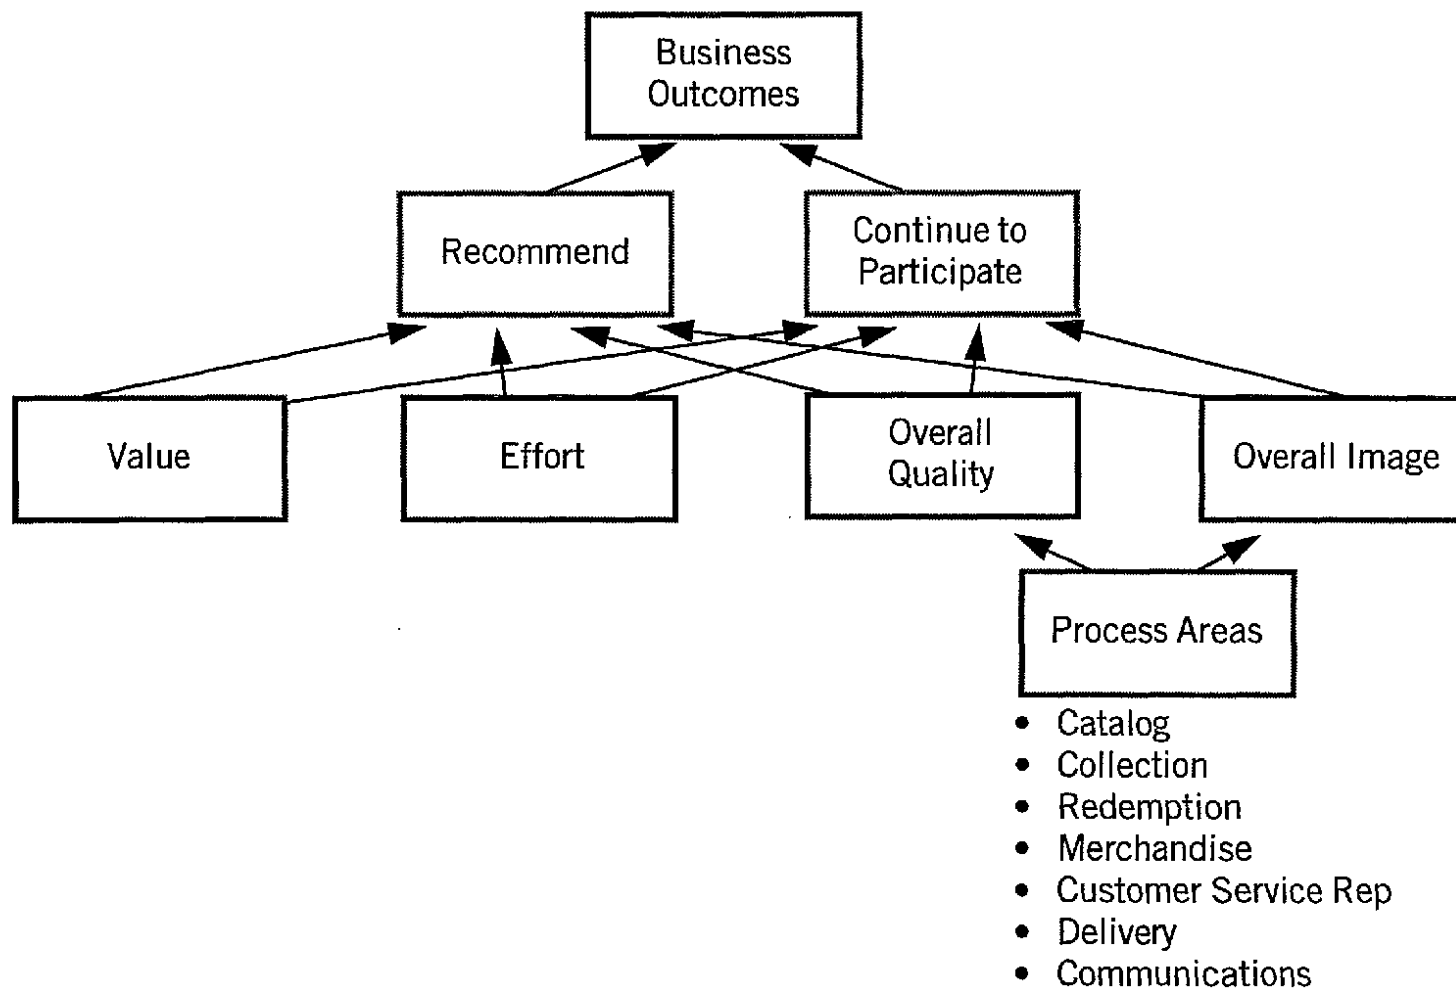 Business
Outcomes
Recommend
Continue to
Participate
Value
Effort
Overall
Quality
Overall Image
Process Areas
• Catalog
• Collection
• Redemption
• Merchandise
• Customer Service Rep
• Delivery
• Communications